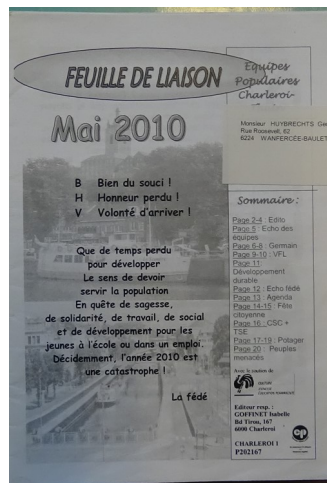 FEUILLE DE LIAISON
Equipes
Populaires
Charleroi-
Mai 2010
Monsieur HUYBRECHTS
Rue Roosevelt, 62
6224 WANFERCÉE-BAULET
B Bien du souci !
H Honneur perdu !
V Volonté d'arriver !
Que de temps perdu
pour développer
Le sens de devoir
servir la population
En quête de sagesse,
de solidarité, de travail, de social
et de développement pour les
jeunes à l'école ou dans un emploi.
Décidemment, l'année 2010 est
une catastrophe !
La fédé
Sommaire :
Page 2-4 : Edito
Page 5 : Echo des
équipes
Page 6-8 : Germain
Page 9-10 : VFL
Page 11 :
Développement
durable
Page 12 : Echo fédé
Page 13 : Agenda
Page 14-15 : Fête
citoyenne
Page 16 : CSC +
TSE
Page 17-19 : Potager
Page 20 : Peuples
menacés
Avec le soutien de
Editeur resp. :
GOFFINET Isabelle
Bd Tirou, 167
6000 Charleroi
CHARLEROI 1
P202167